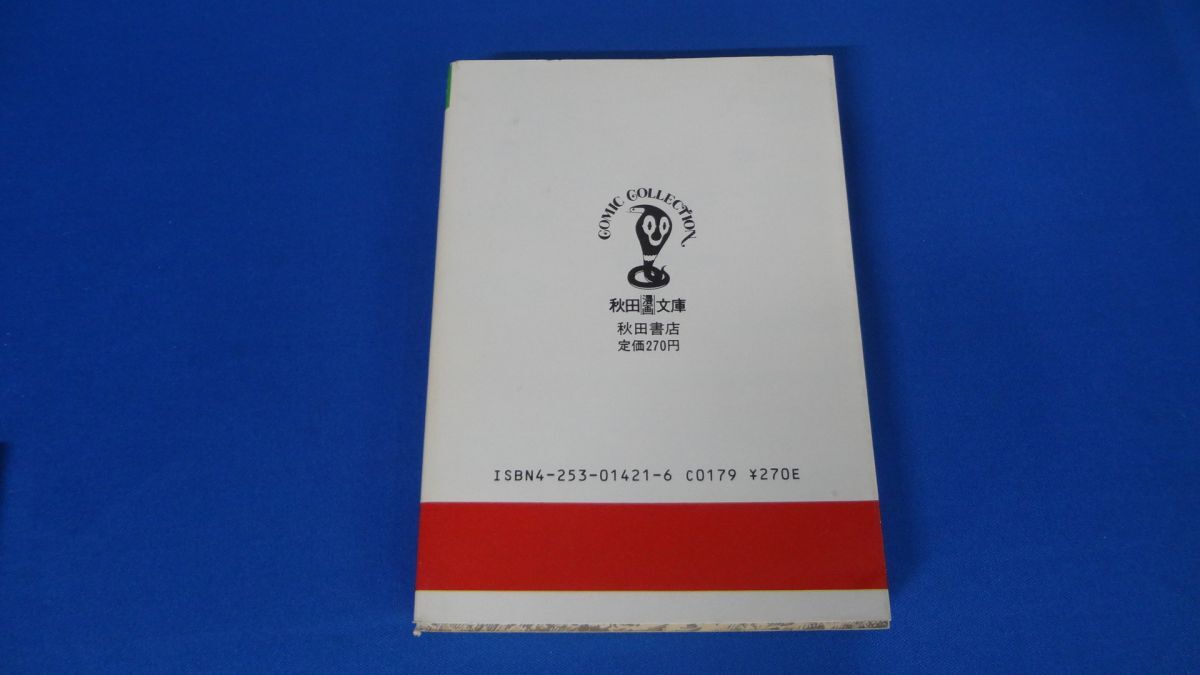 COMIC COLLECTION
秋田漫画文庫
秋田書店
定価270円
ISBN4-253-01421-6 C0179 ¥270E